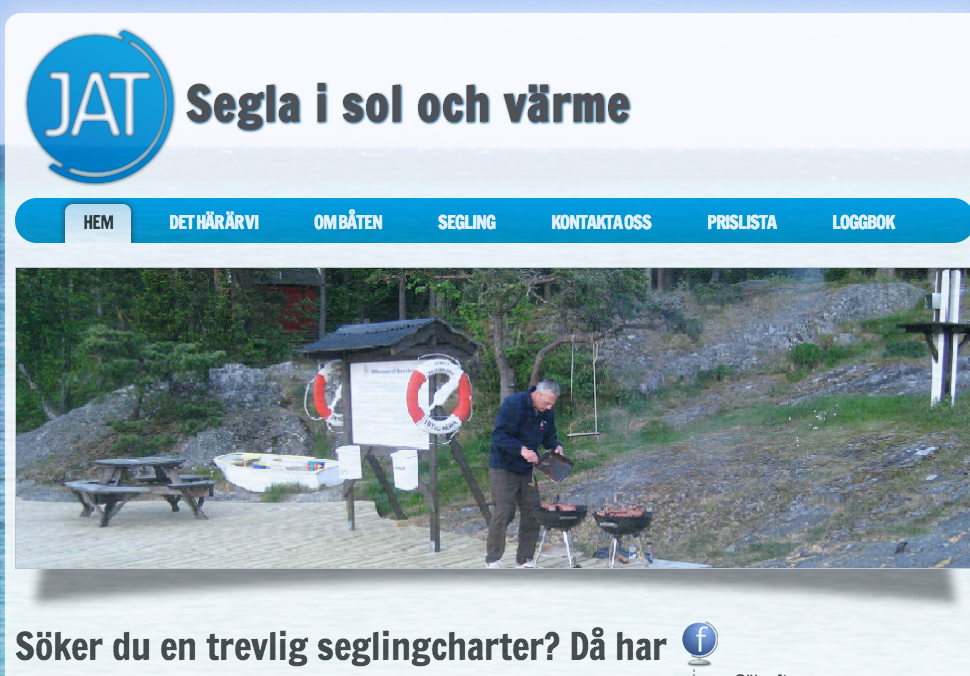 JAT
Segla i sol och värme
HEM DET HÄR ÄR VI OM BÅTEN SEGLING KONTAKTA OSS PRISLISTA LOGGBOK
Söker du en trevlig seglingcharter? Då har
f